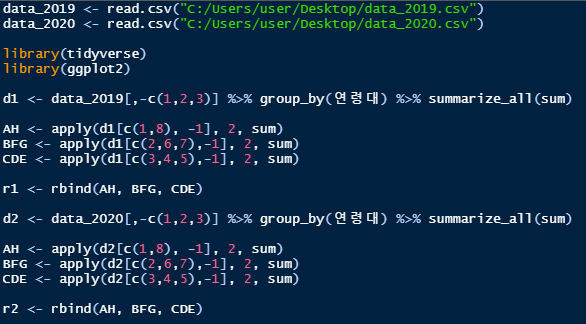 data_2019 <- read.csv("C:/Users/user/Desktop/data_2019.csv")
data_2020 <- read.csv("C:/Users/user/Desktop/data_2020.csv")
library(tidyverse)
library(ggplot2)
d1 <- data_2019[,-c(1,2,3)] %>% group_by(연령대) %>% summarize_all(sum)
AH <- apply(d1[c(1,8), -1], 2, sum)
BFG <- apply(d1[c(2,6,7),-1], 2, sum)
CDE <- apply(d1[c(3,4,5),-1], 2, sum)
r1 <- rbind(AH, BFG, CDE)
d2 <- data_2020[,-c(1,2,3)] %>% group_by(연령대) %>% summarize_all(sum)
AH <- apply(d2[c(1,8), -1], 2, sum)
BFG <- apply(d2[c(2,6,7),-1], 2, sum)
CDE <- apply(d2[c(3,4,5),-1], 2, sum)
r2 <- rbind(AH, BFG, CDE)